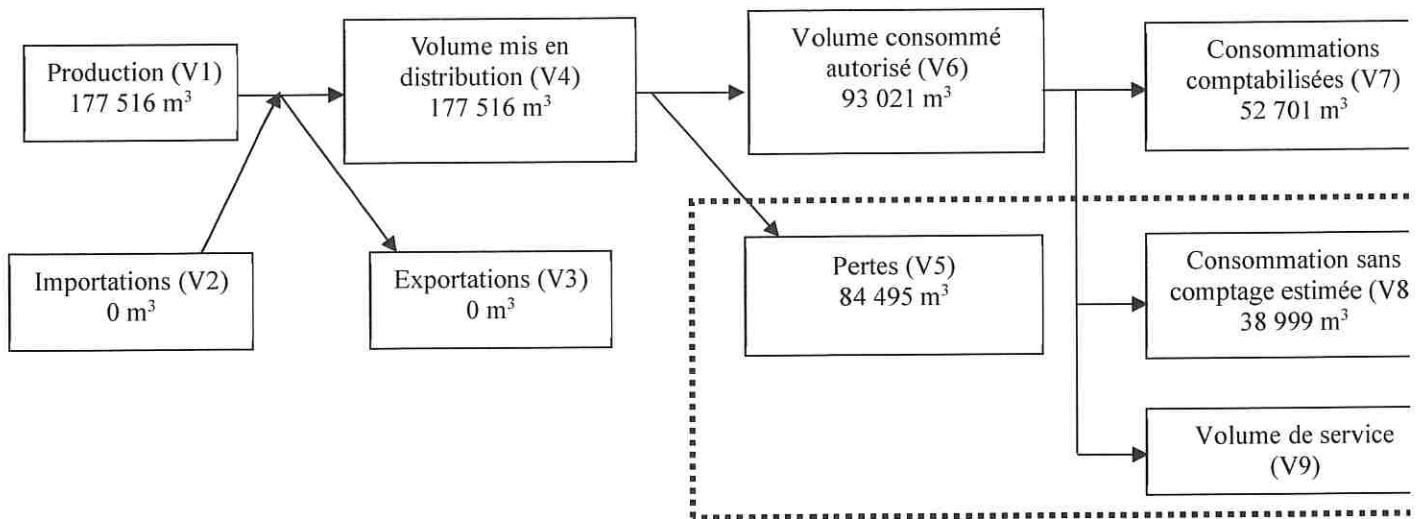 Production (V1)
177 516 m³
Volume mis en
distribution (V4)
177 516 m³
Volume consommé
autorisé (V6)
93 021 m³
Consommations
comptabilisées (V7)
52 701 m³
Importations (V2)
0 m³
Exportations (V3)
0 m³
Pertes (V5)
84 495 m³
Consommation sans
comptage estimée (V8
38 999 m³
Volume de service
(V9)